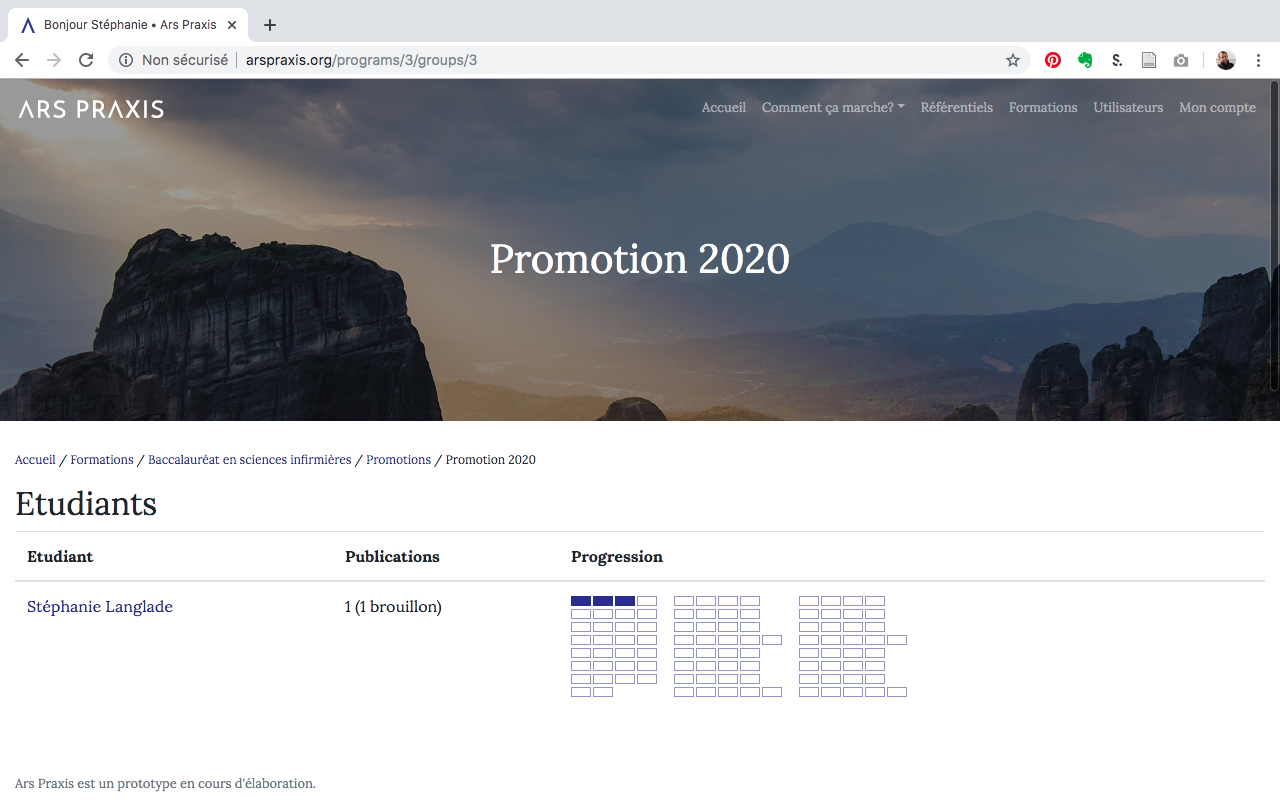 Bonjour Stéphanie • Ars Praxis
Non sécurisé arspraxis.org/programs/3/groups/3
S.
ARS PRAXIS
Accueil Comment ça marche? Référentiels Formations Utilisateurs Mon compte
Promotion 2020
Accueil / Formations / Baccalauréat en sciences infirmières / Promotions / Promotion 2020
Etudiants
Etudiant Publications Progression
Stéphanie Langlade 1 (1 brouillon)
Ars Praxis est un prototype en cours d'élaboration.